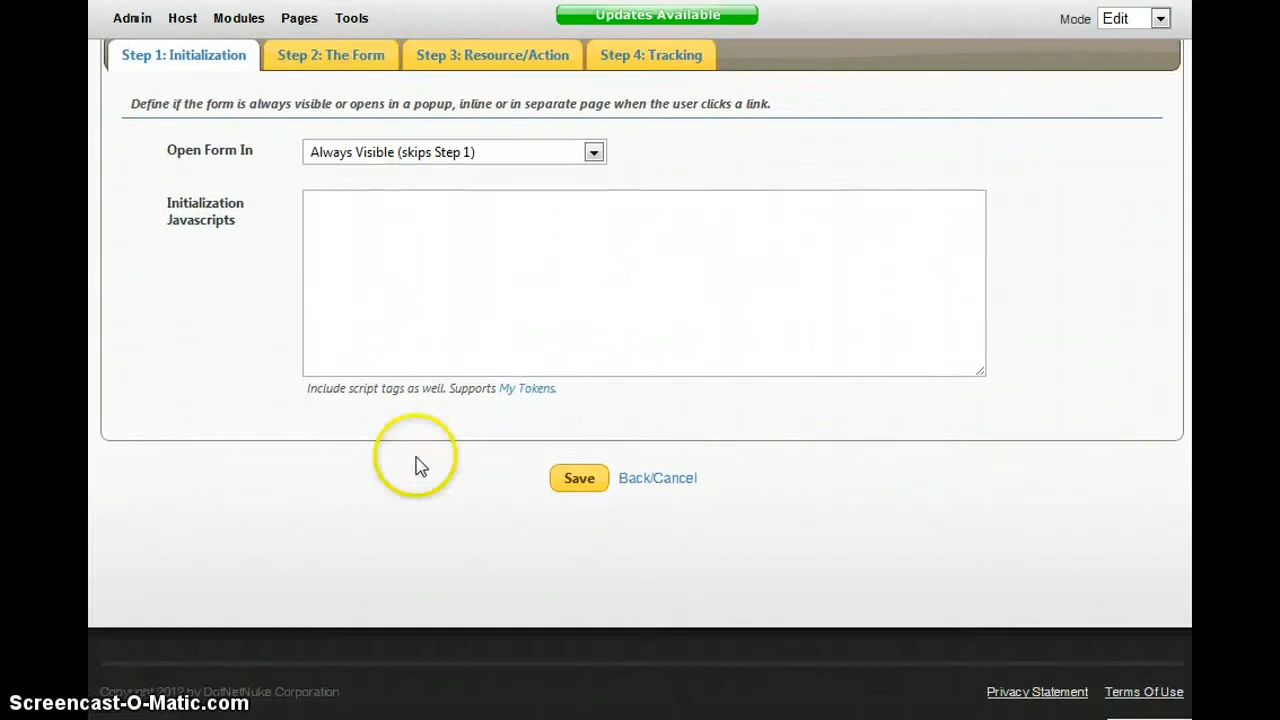 Admin Host Modules Pages Tools Updates Available Mode Edit
Step 1: Initialization Step 2: The Form Step 3: Resource/Action Step 4: Tracking
Define if the form is always visible or opens in a popup, inline or in separate page when the user clicks a link.
Open Form In Always Visible (skips Step 1)
Initialization
Javascripts
Include script tags as well. Supports My Tokens.
Save Back/Cancel
Copyright 2012 by DotNetNuke Corporation Privacy Statement Terms Of Use
Screencast-O-Matic.com